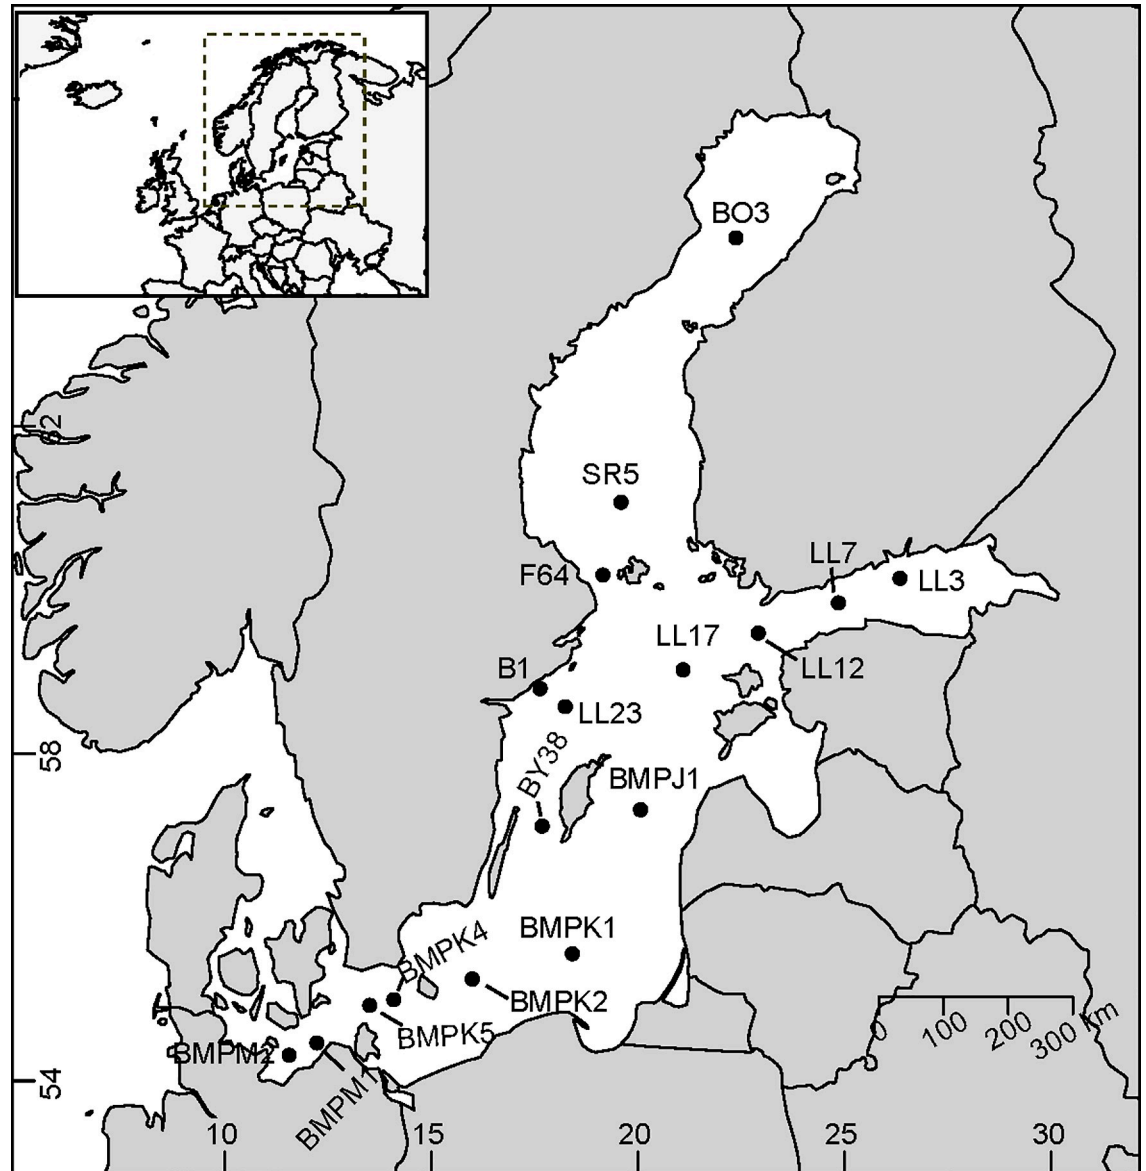 BO3
62
SR5
LL7
F64
LL3
LL17
B1
LL12
LL23
58
BY38
BMPJ1
BMPK1
BMPK4
BMPK2
BMPK5
0 100 200 300 km
BMPM2
54
BMPM1
10 15 20 25 30